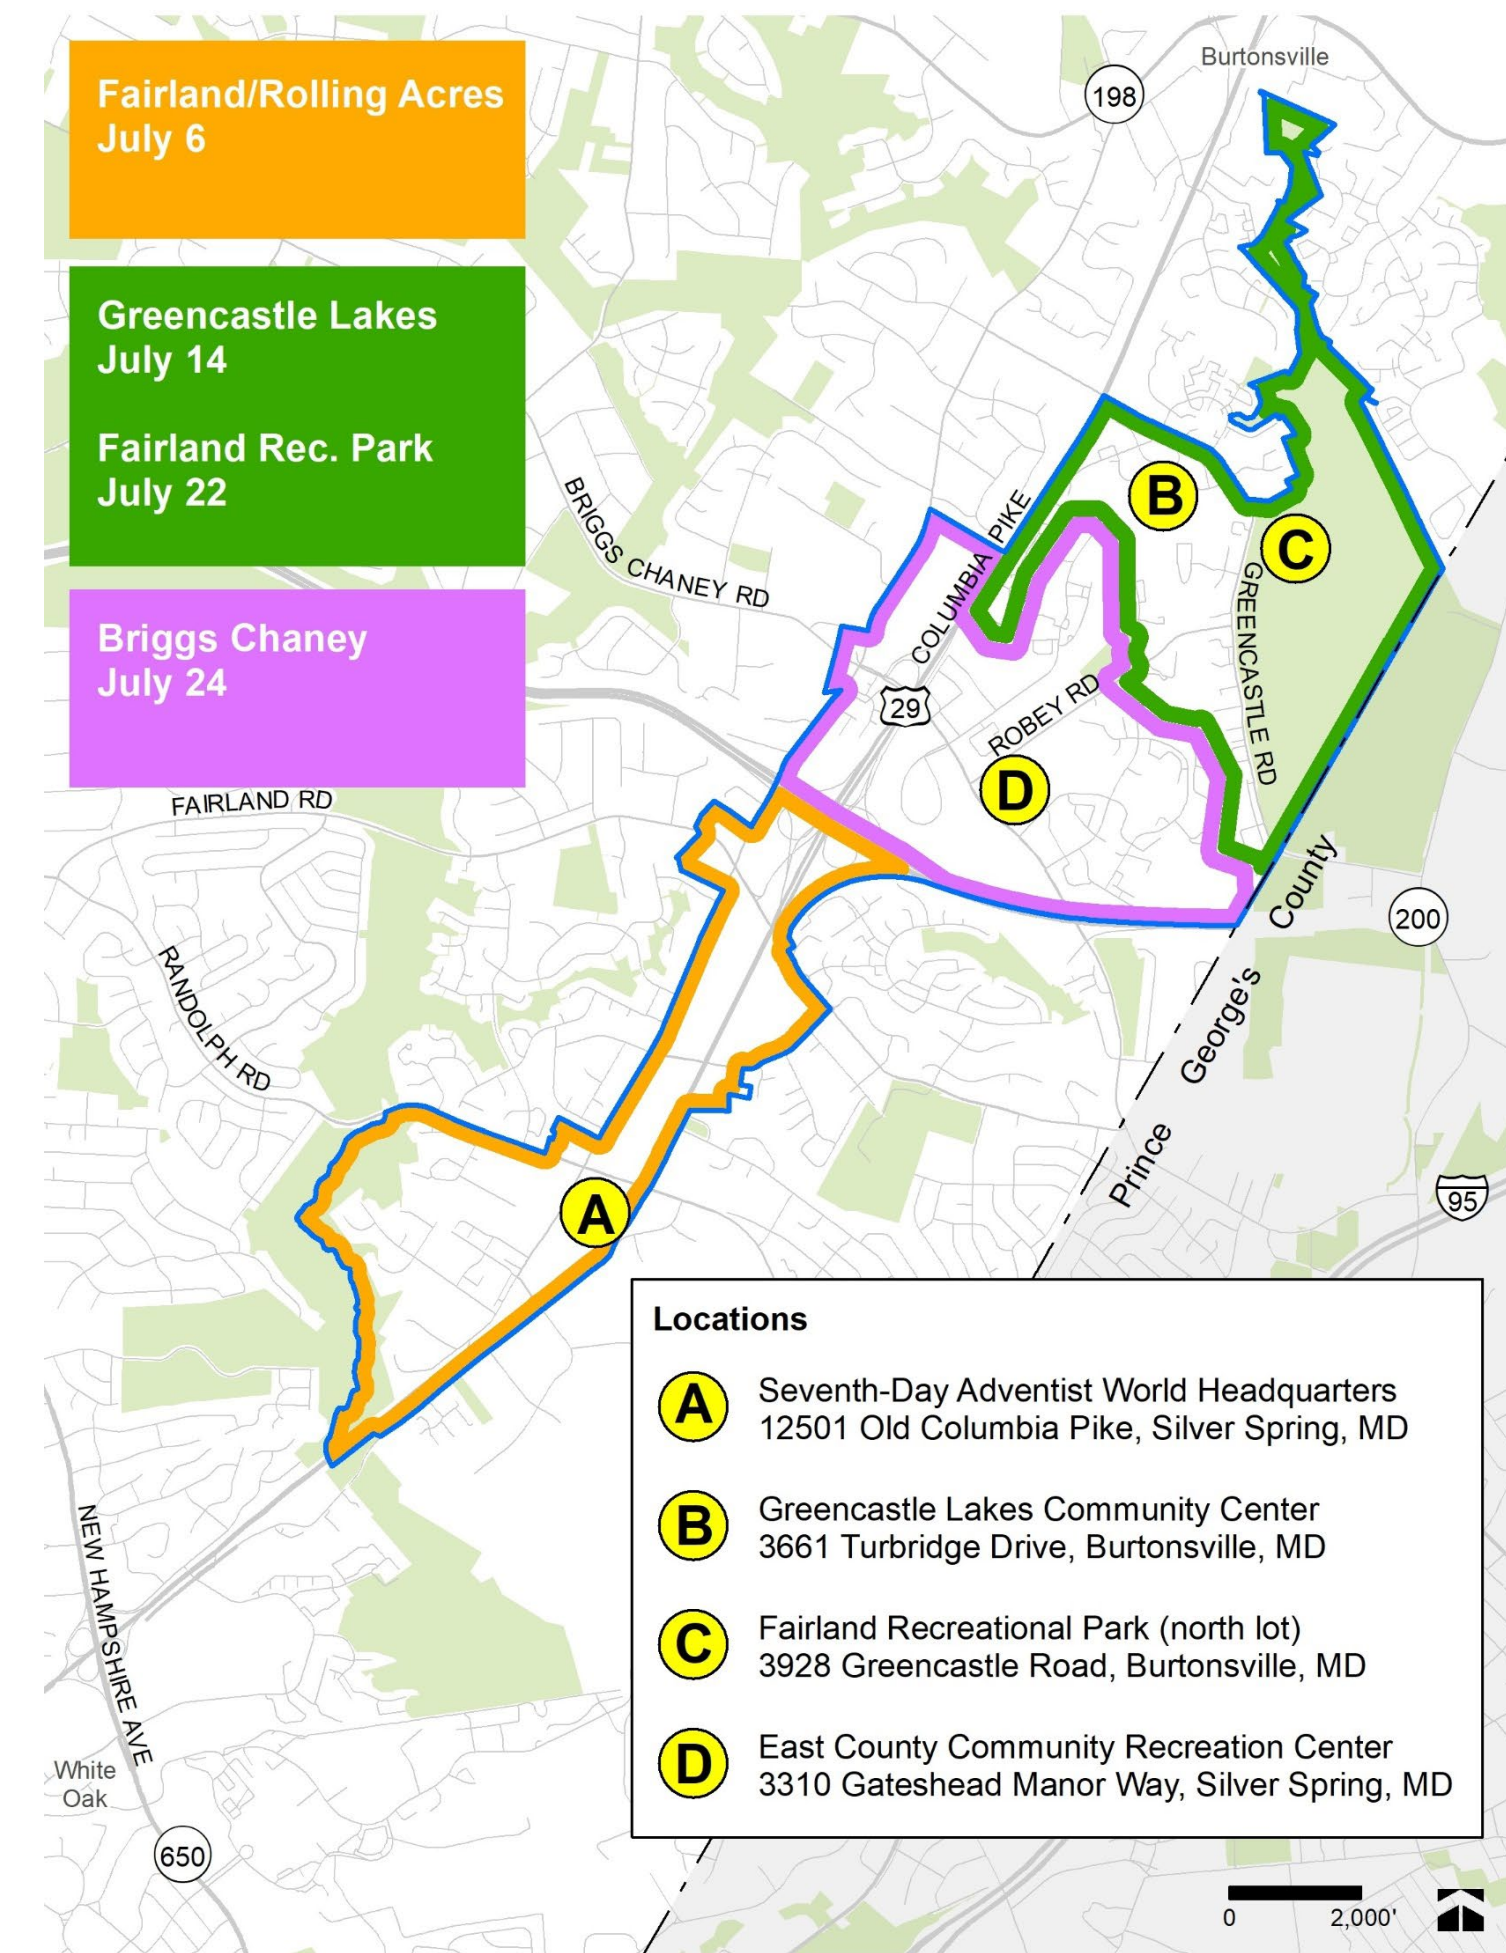 Fairland/Rolling Acres
July 6
Greencastle Lakes
July 14
Fairland Rec. Park
July 22
Briggs Chaney
July 24
Burtonsville
198
B
C
BRIGGS CHANEY RD
COLUMBIA PIKE
29
ROBEY RD
GREENCASTLE RD
D
FAIRLAND RD
200
RANDOLPH RD
Prince George's County
95
A
NEW HAMPSHIRE AVE
White
Oak
650
Locations
A
Seventh-Day Adventist World Headquarters
12501 Old Columbia Pike, Silver Spring, MD
B
Greencastle Lakes Community Center
3661 Turbridge Drive, Burtonsville, MD
C
Fairland Recreational Park (north lot)
3928 Greencastle Road, Burtonsville, MD
D
East County Community Recreation Center
3310 Gateshead Manor Way, Silver Spring, MD
0 2,000'